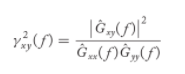 γ²xy(f) = |Ĝxy(f)|² / Ĝxx(f)Ĝyy(f)